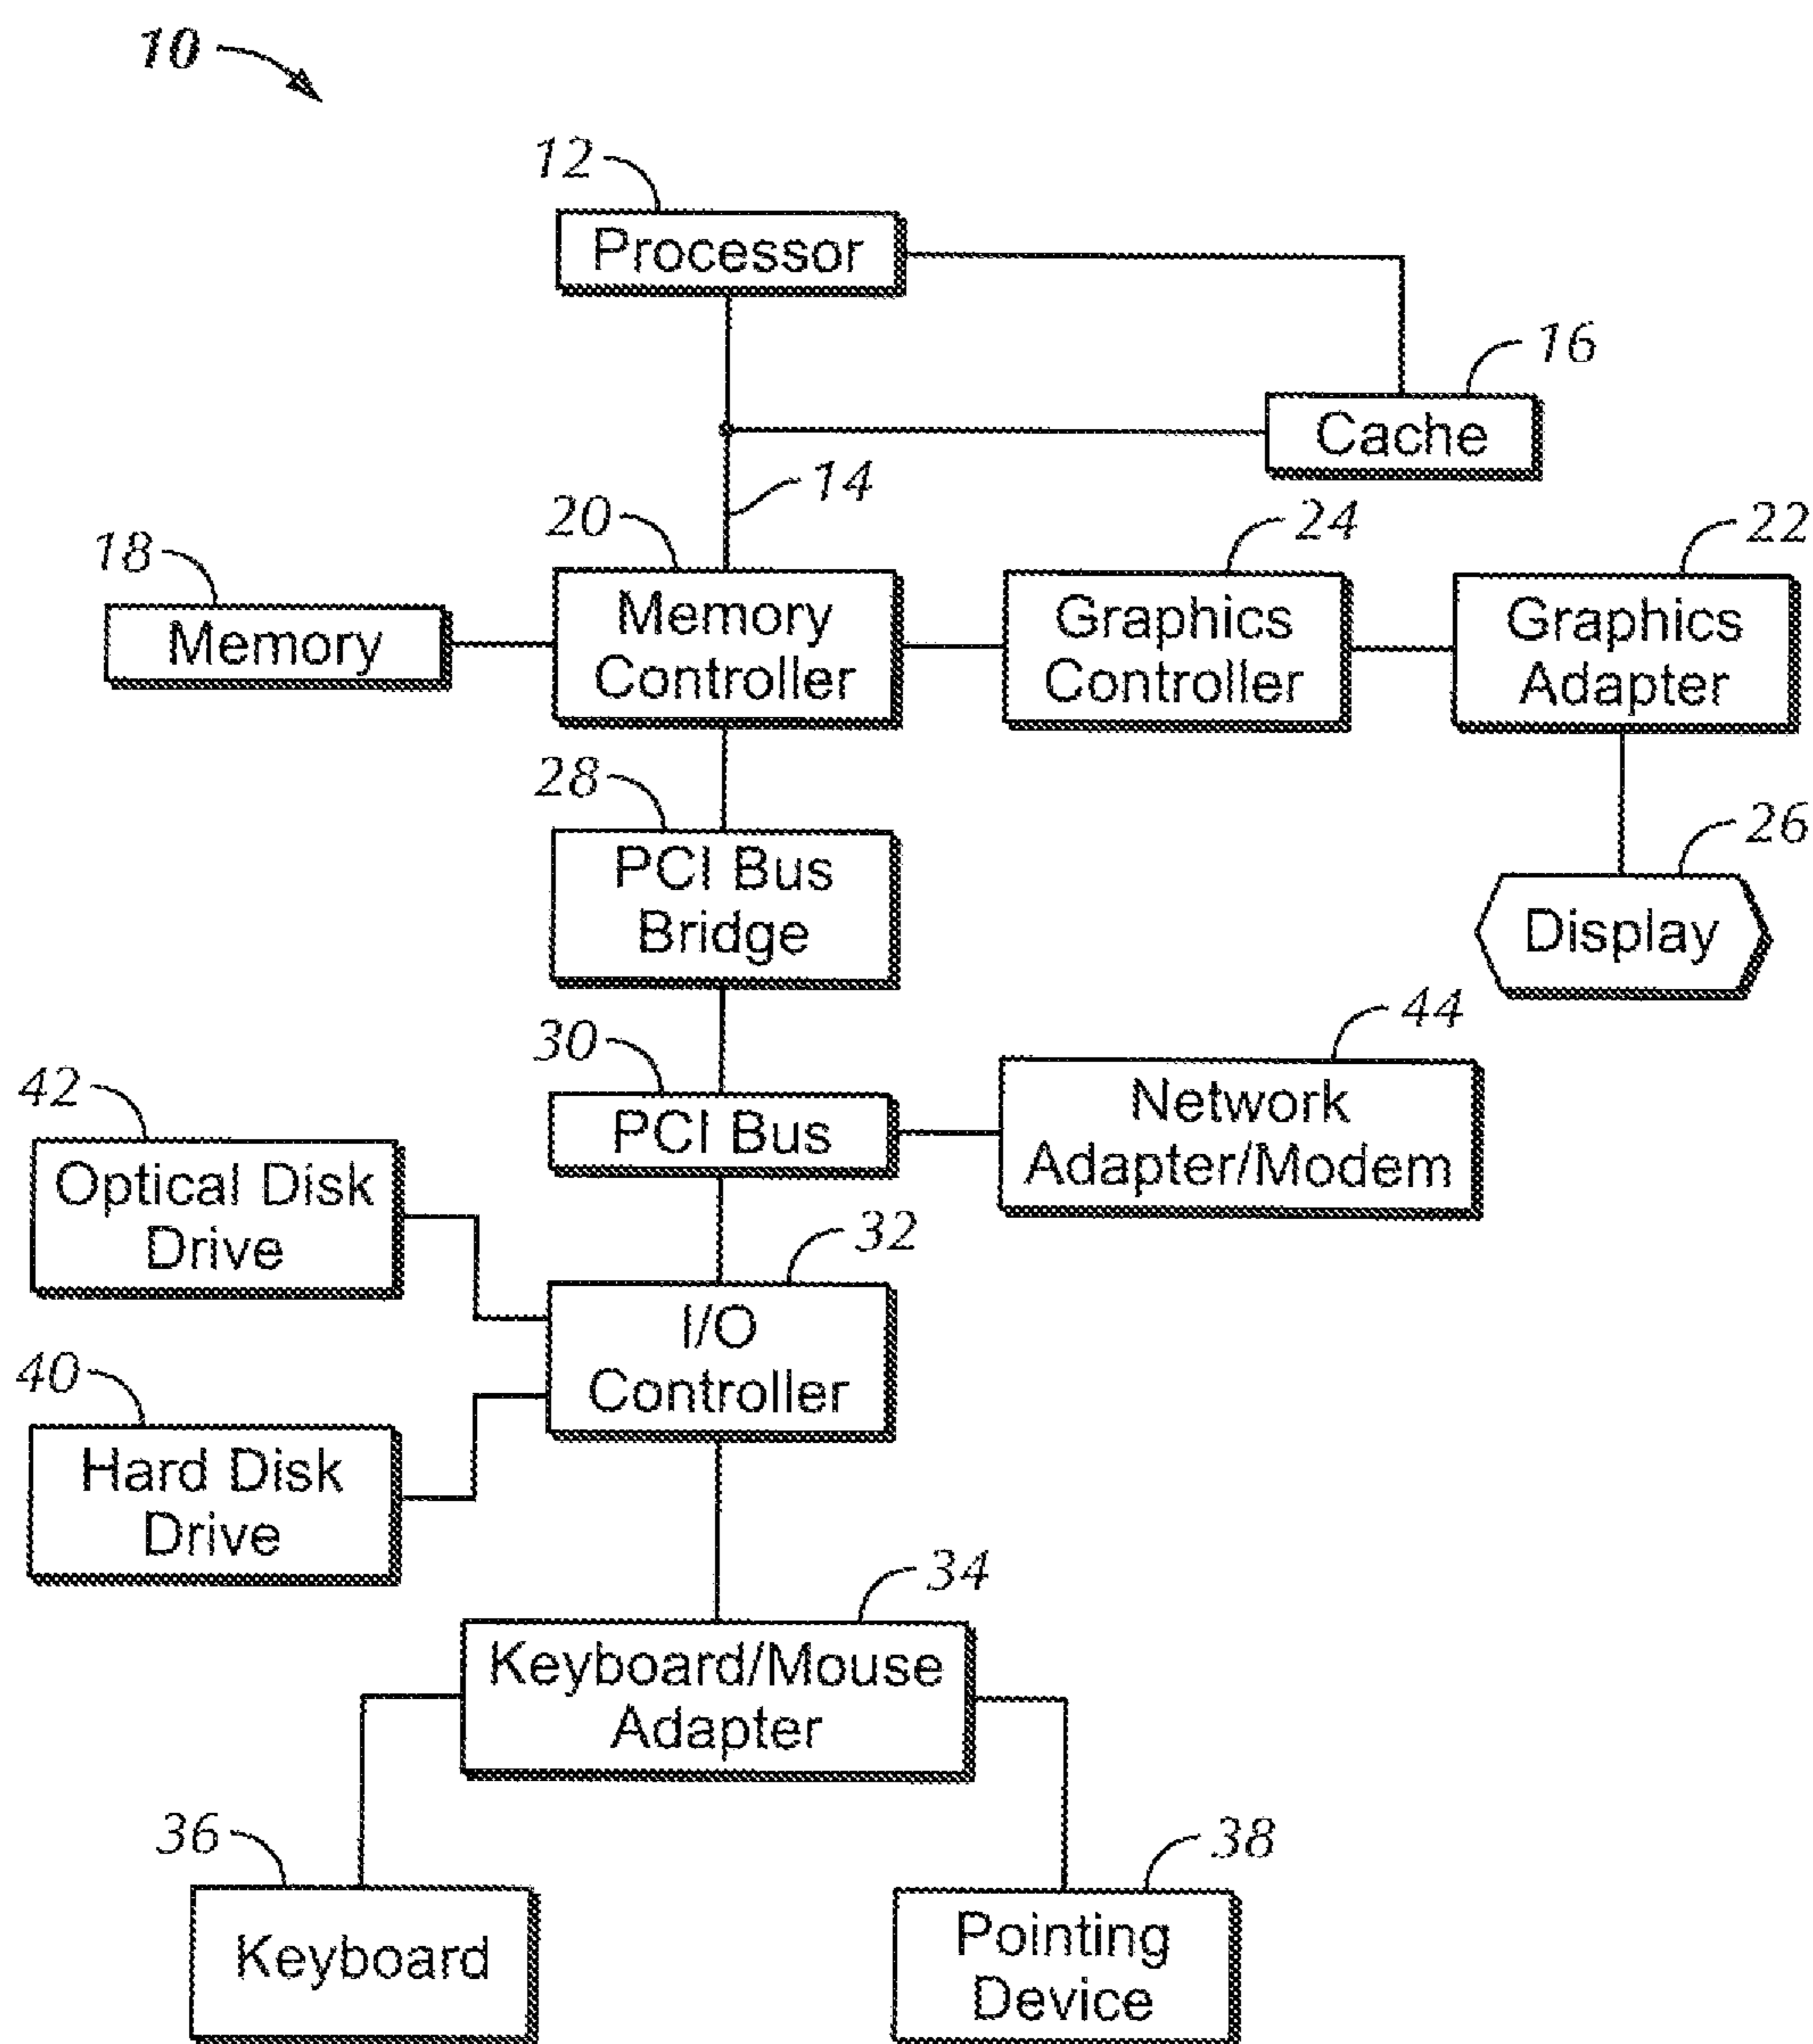 10
12
Processor
16
Cache
14
20
24
22
18
Memory
Memory
Controller
Graphics
Controller
Graphics
Adapter
28
26
PCI Bus
Bridge
Display
44
30
42
PCI Bus
Network
Adapter/Modem
Optical Disk
Drive
32
I/O
Controller
40
Hard Disk
Drive
34
Keyboard/Mouse
Adapter
36
38
Keyboard
Pointing
Device